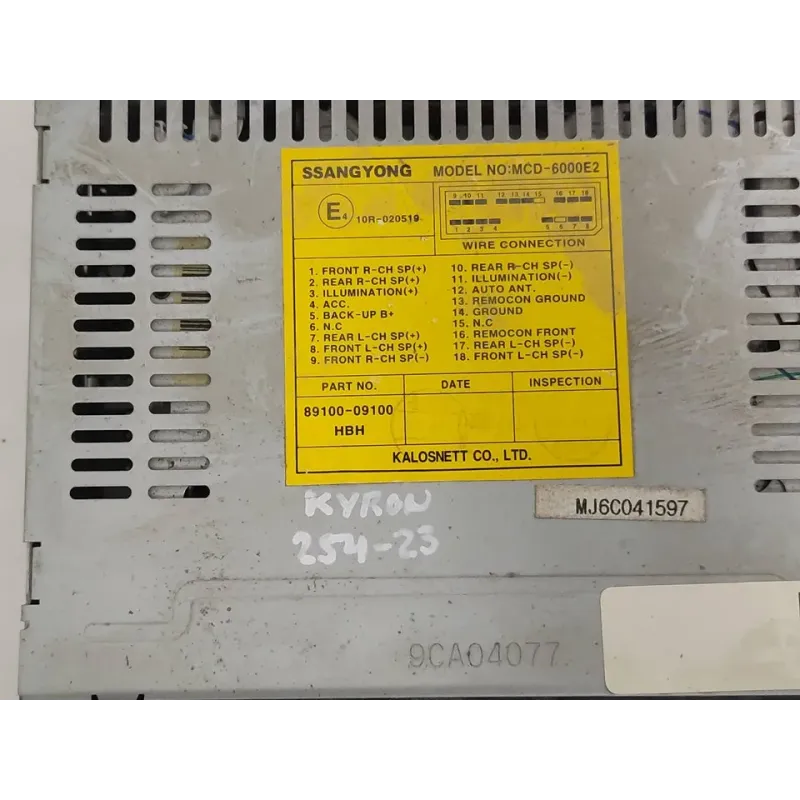 SSANGYONG MODEL NO:MCD-6000E2
E4 10R-020519
9 10 11 12 13 14 15 16 17 18
1 2 3 4 5 6 7 8
WIRE CONNECTION
1. FRONT R-CH SP(+)
2. REAR R-CH SP(+)
3. ILLUMINATION(+)
4. ACC.
5. BACK-UP B+
6. N.C
7. REAR L-CH SP(+)
8. FRONT L-CH SP(+)
9. FRONT R-CH SP(-)
10. REAR R-CH SP(-)
11. ILLUMINATION(-)
12. AUTO ANT.
13. REMOCON GROUND
14. GROUND
15. N.C
16. REMOCON FRONT
17. REAR L-CH SP(-)
18. FRONT L-CH SP(-)
PART NO. DATE INSPECTION
89100-09100
HBH
KALOSNETT CO., LTD.
KYRON
254-23
MJ6C041597
9CA04077